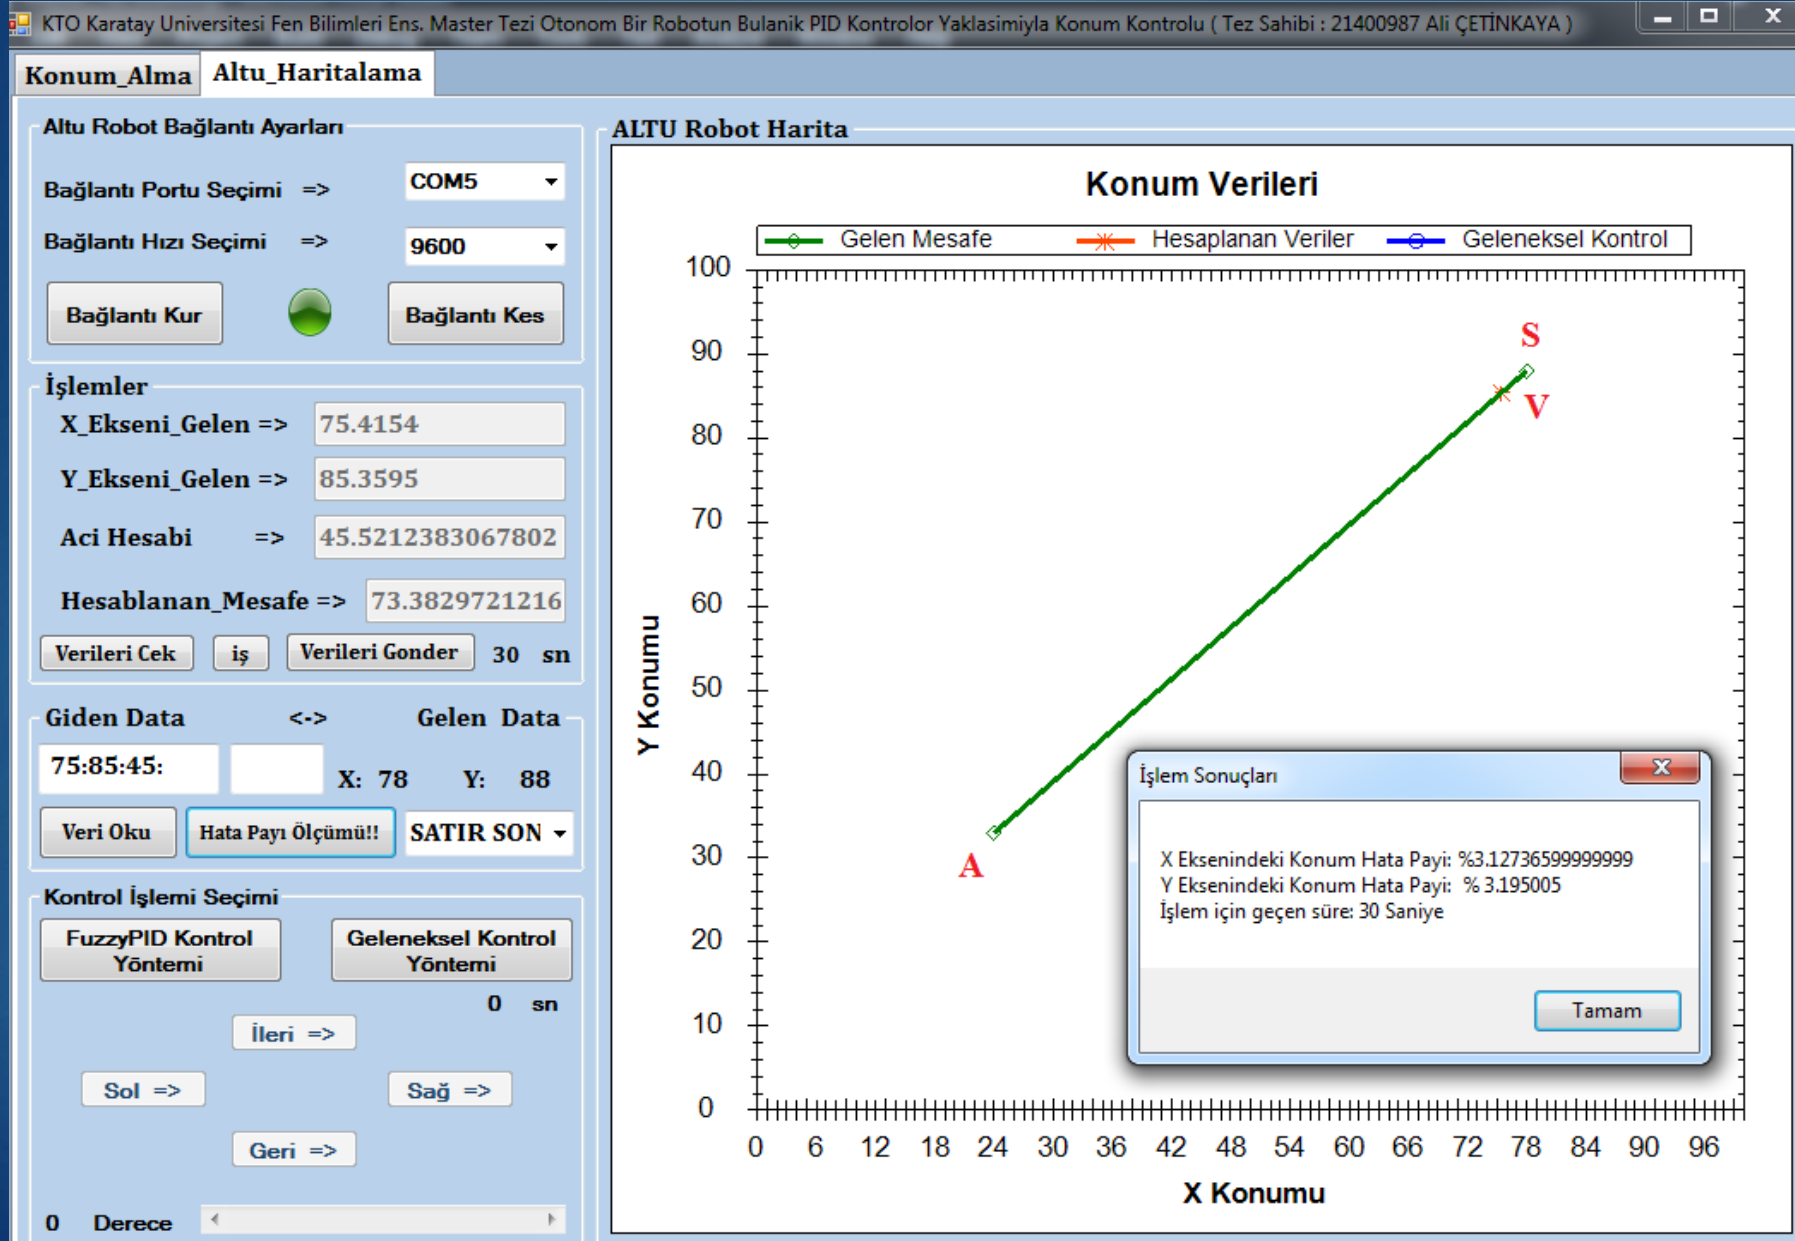 KTO Karatay Universitesi Fen Bilimleri Ens. Master Tezi Otonom Bir Robotun Bulanik PID Kontrolor Yaklasimiyla Konum Kontrolu ( Tez Sahibi : 21400987 Ali ÇETİNKAYA )
Konum_Alma Altu_Haritalama
Altu Robot Bağlantı Ayarları
Bağlantı Portu Seçimi => COM5
Bağlantı Hızı Seçimi => 9600
Bağlantı Kur Bağlantı Kes
İşlemler
X_Ekseni_Gelen => 75.4154
Y_Ekseni_Gelen => 85.3595
Aci Hesabi => 45.5212383067802
Hesablanan_Mesafe => 73.3829721216
Verileri Cek iş Verileri Gonder 30 sn
Giden Data <-> Gelen Data
75:85:45: X: 78 Y: 88
Veri Oku Hata Payı Ölçümü!! SATIR SON
Kontrol İşlemi Seçimi
FuzzyPID Kontrol Yöntemi
Geleneksel Kontrol Yöntemi
0 sn
İleri =>
Sol => Sağ =>
Geri =>
0 Derece
ALTU Robot Harita
Konum Verileri
Gelen Mesafe Hesaplanan Veriler Geleneksel Kontrol
100
90
80
70
60
50
40
30
20
10
0
Y Konumu
S
V
A
0 6 12 18 24 30 36 42 48 54 60 66 72 78 84 90 96
X Konumu
İşlem Sonuçları
X Eksenindeki Konum Hata Payi: %3.12736599999999
Y Eksenindeki Konum Hata Payi: % 3.195005
İşlem için geçen süre: 30 Saniye
Tamam